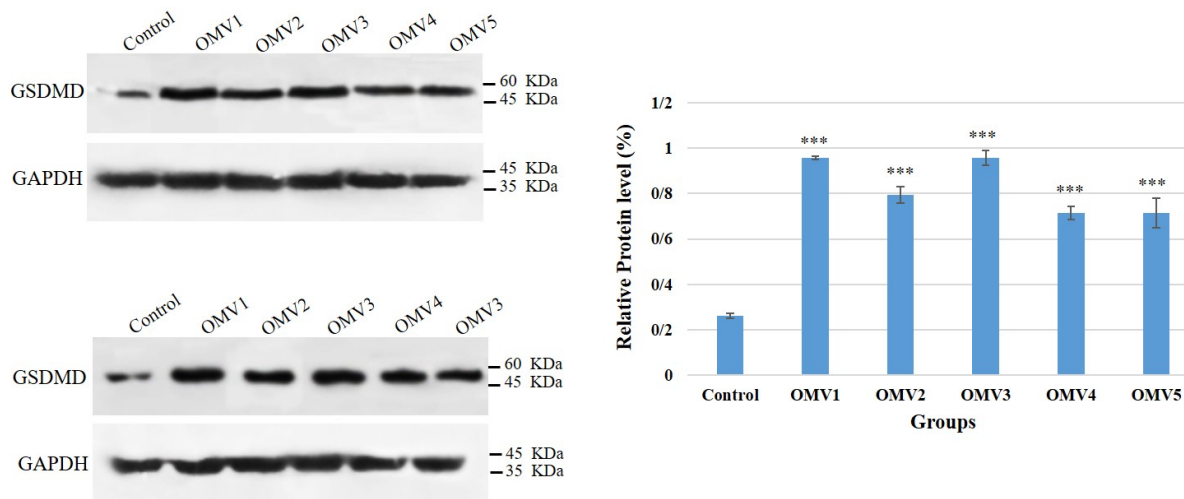 Control OMV1 OMV2 OMV3 OMV4 OMV5
GSDMD
60 KDa
45 KDa
GAPDH
45 KDa
35 KDa
Control OMV1 OMV2 OMV3 OMV4 OMV3
GSDMD
60 KDa
45 KDa
GAPDH
45 KDa
35 KDa
Relative Protein level (%)
1/2
1
0/8
0/6
0/4
0/2
0
*** *** *** *** ***
Control OMV1 OMV2 OMV3 OMV4 OMV5
Groups